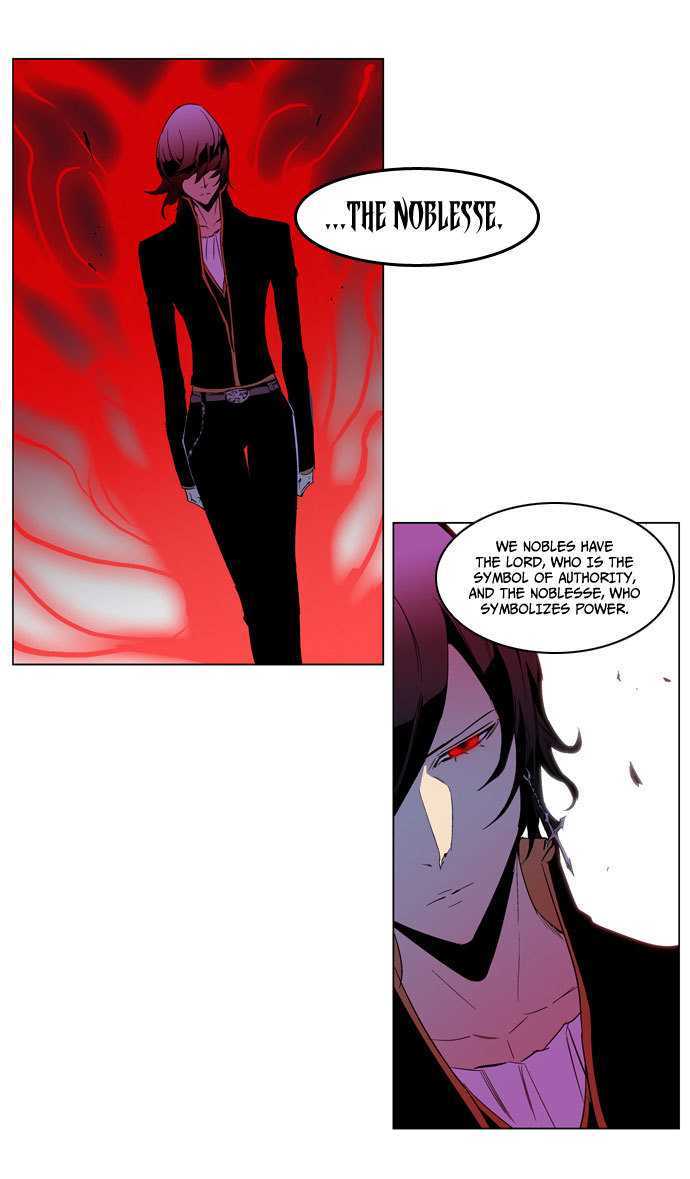 ...THE NOBLESSE.
WE NOBLES HAVE
THE LORD, WHO IS THE
SYMBOL OF AUTHORITY,
AND THE NOBLESSE, WHO
SYMBOLIZES POWER.